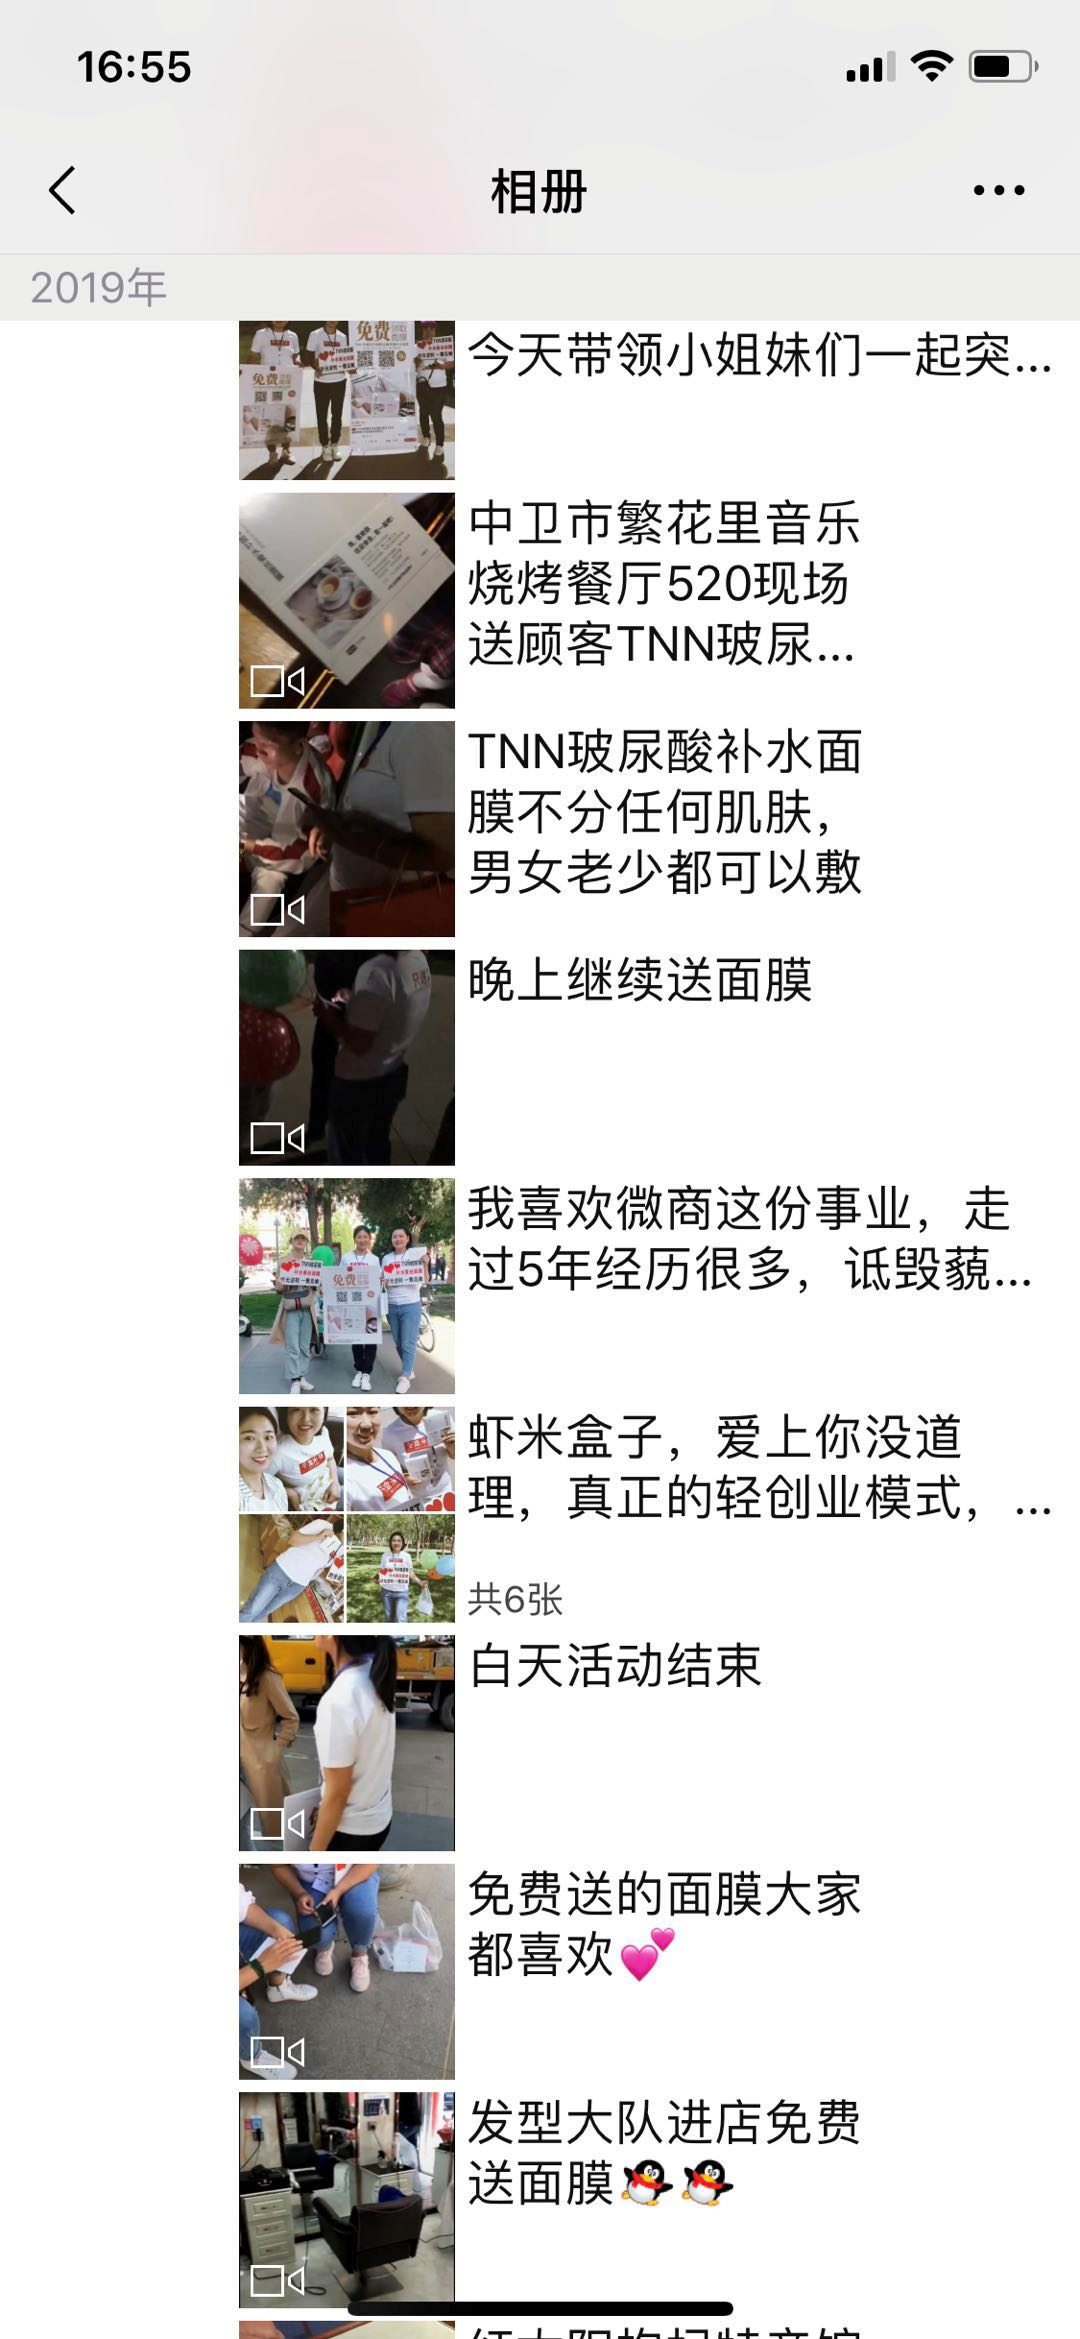 16:55
相册
2019年
免费
免费
今天带领小姐妹们一起突...
中卫市繁花里音乐
烧烤餐厅520现场
送顾客TNN玻尿...
TNN玻尿酸补水面
膜不分任何肌肤，
男女老少都可以敷
晚上继续送面膜
免费
我喜欢微商这份事业，走
过5年经历很多，诋毁藐...
虾米盒子，爱上你没道
理，真正的轻创业模式，...
共6张
白天活动结束
免费送的面膜大家
都喜欢💕
发型大队进店免费
送面膜🐧🐧